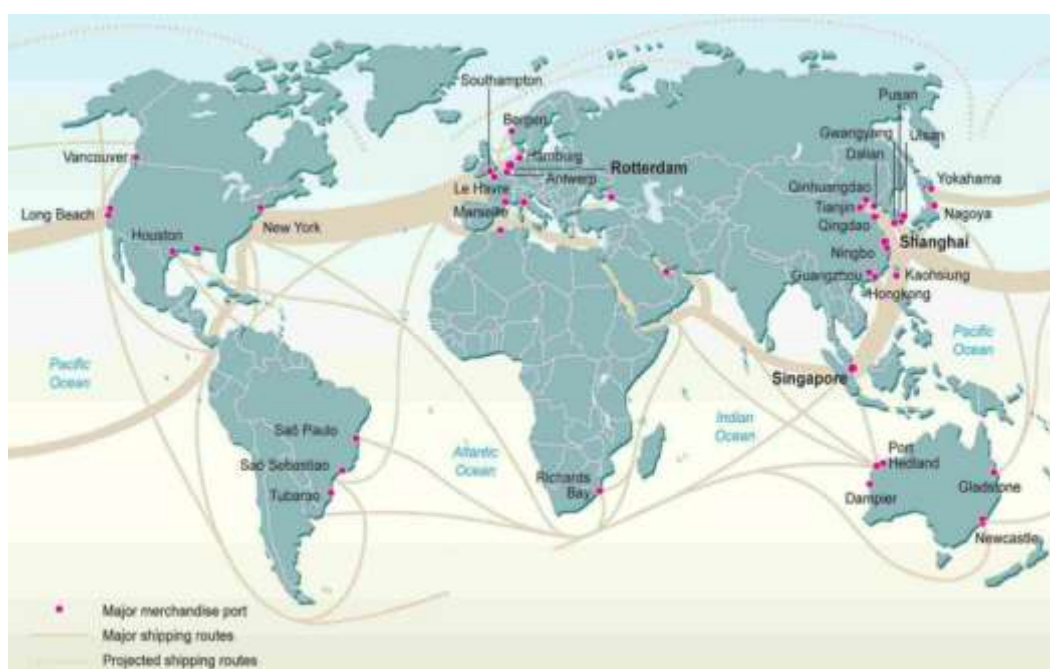 Southampton
Pusan
Bergen
Gwangyang
Ulsan
Vancouver
Hamburg
Rotterdam
Dalian
Antwerp
Qinhuangdao
Le Havre
Yokahama
Long Beach
Marseille
Tianjin
Nagoya
New York
Qingdao
Houston
Shanghai
Ningbo
Guangzhou
Kaohsiung
Hongkong
Pacific
Ocean
Pacific
Ocean
Singapore
Indian
Ocean
Saõ Paulo
Atlantic
Ocean
Port
Hedland
Saõ Sebastiao
Richards
Bay
Tubarao
Dampier
Gladstone
Newcastle
Major merchandise port
Major shipping routes
Projected shipping routes